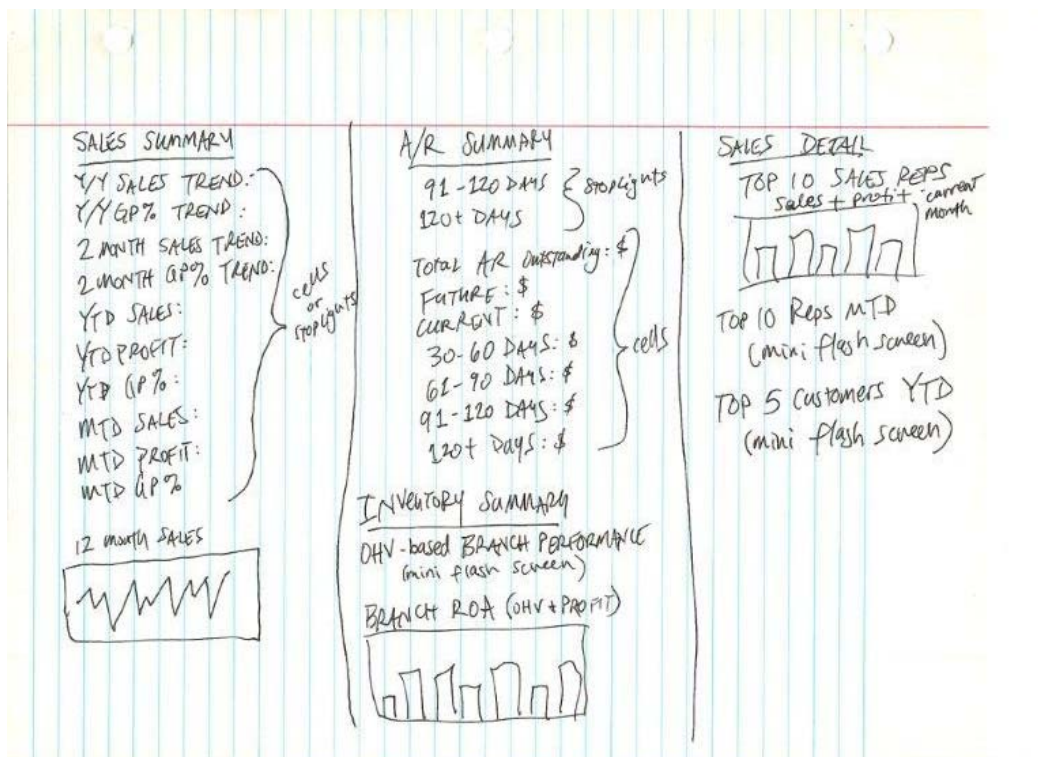 SALES SUMMARY
Y/Y SALES TREND:
Y/Y GP% TREND:
2 MONTH SALES TREND:
2 MONTH GP% TREND:
YTD SALES:
YTD PROFIT:
YTD GP%:
MTD SALES:
MTD PROFIT:
MTD GP%
cells
or
stoplights
12 month SALES
A/R SUMMARY
91-120 DAYS
120+ DAYS
stoplights
Total AR outstanding: $
FUTURE: $
CURRENT: $
30-60 DAYS: $
61-90 DAYS: $
91-120 DAYS: $
120+ DAYS: $
cells
INVENTORY SUMMARY
OHV-based BRANCH PERFORMANCE
(mini flash screen)
BRANCH ROA (OHV + PROFIT)
SALES DETAIL
TOP 10 SALES REPS
Sales + profit, current
month
TOP 10 Reps MTD
(mini flash screen)
TOP 5 Customers YTD
(mini flash screen)